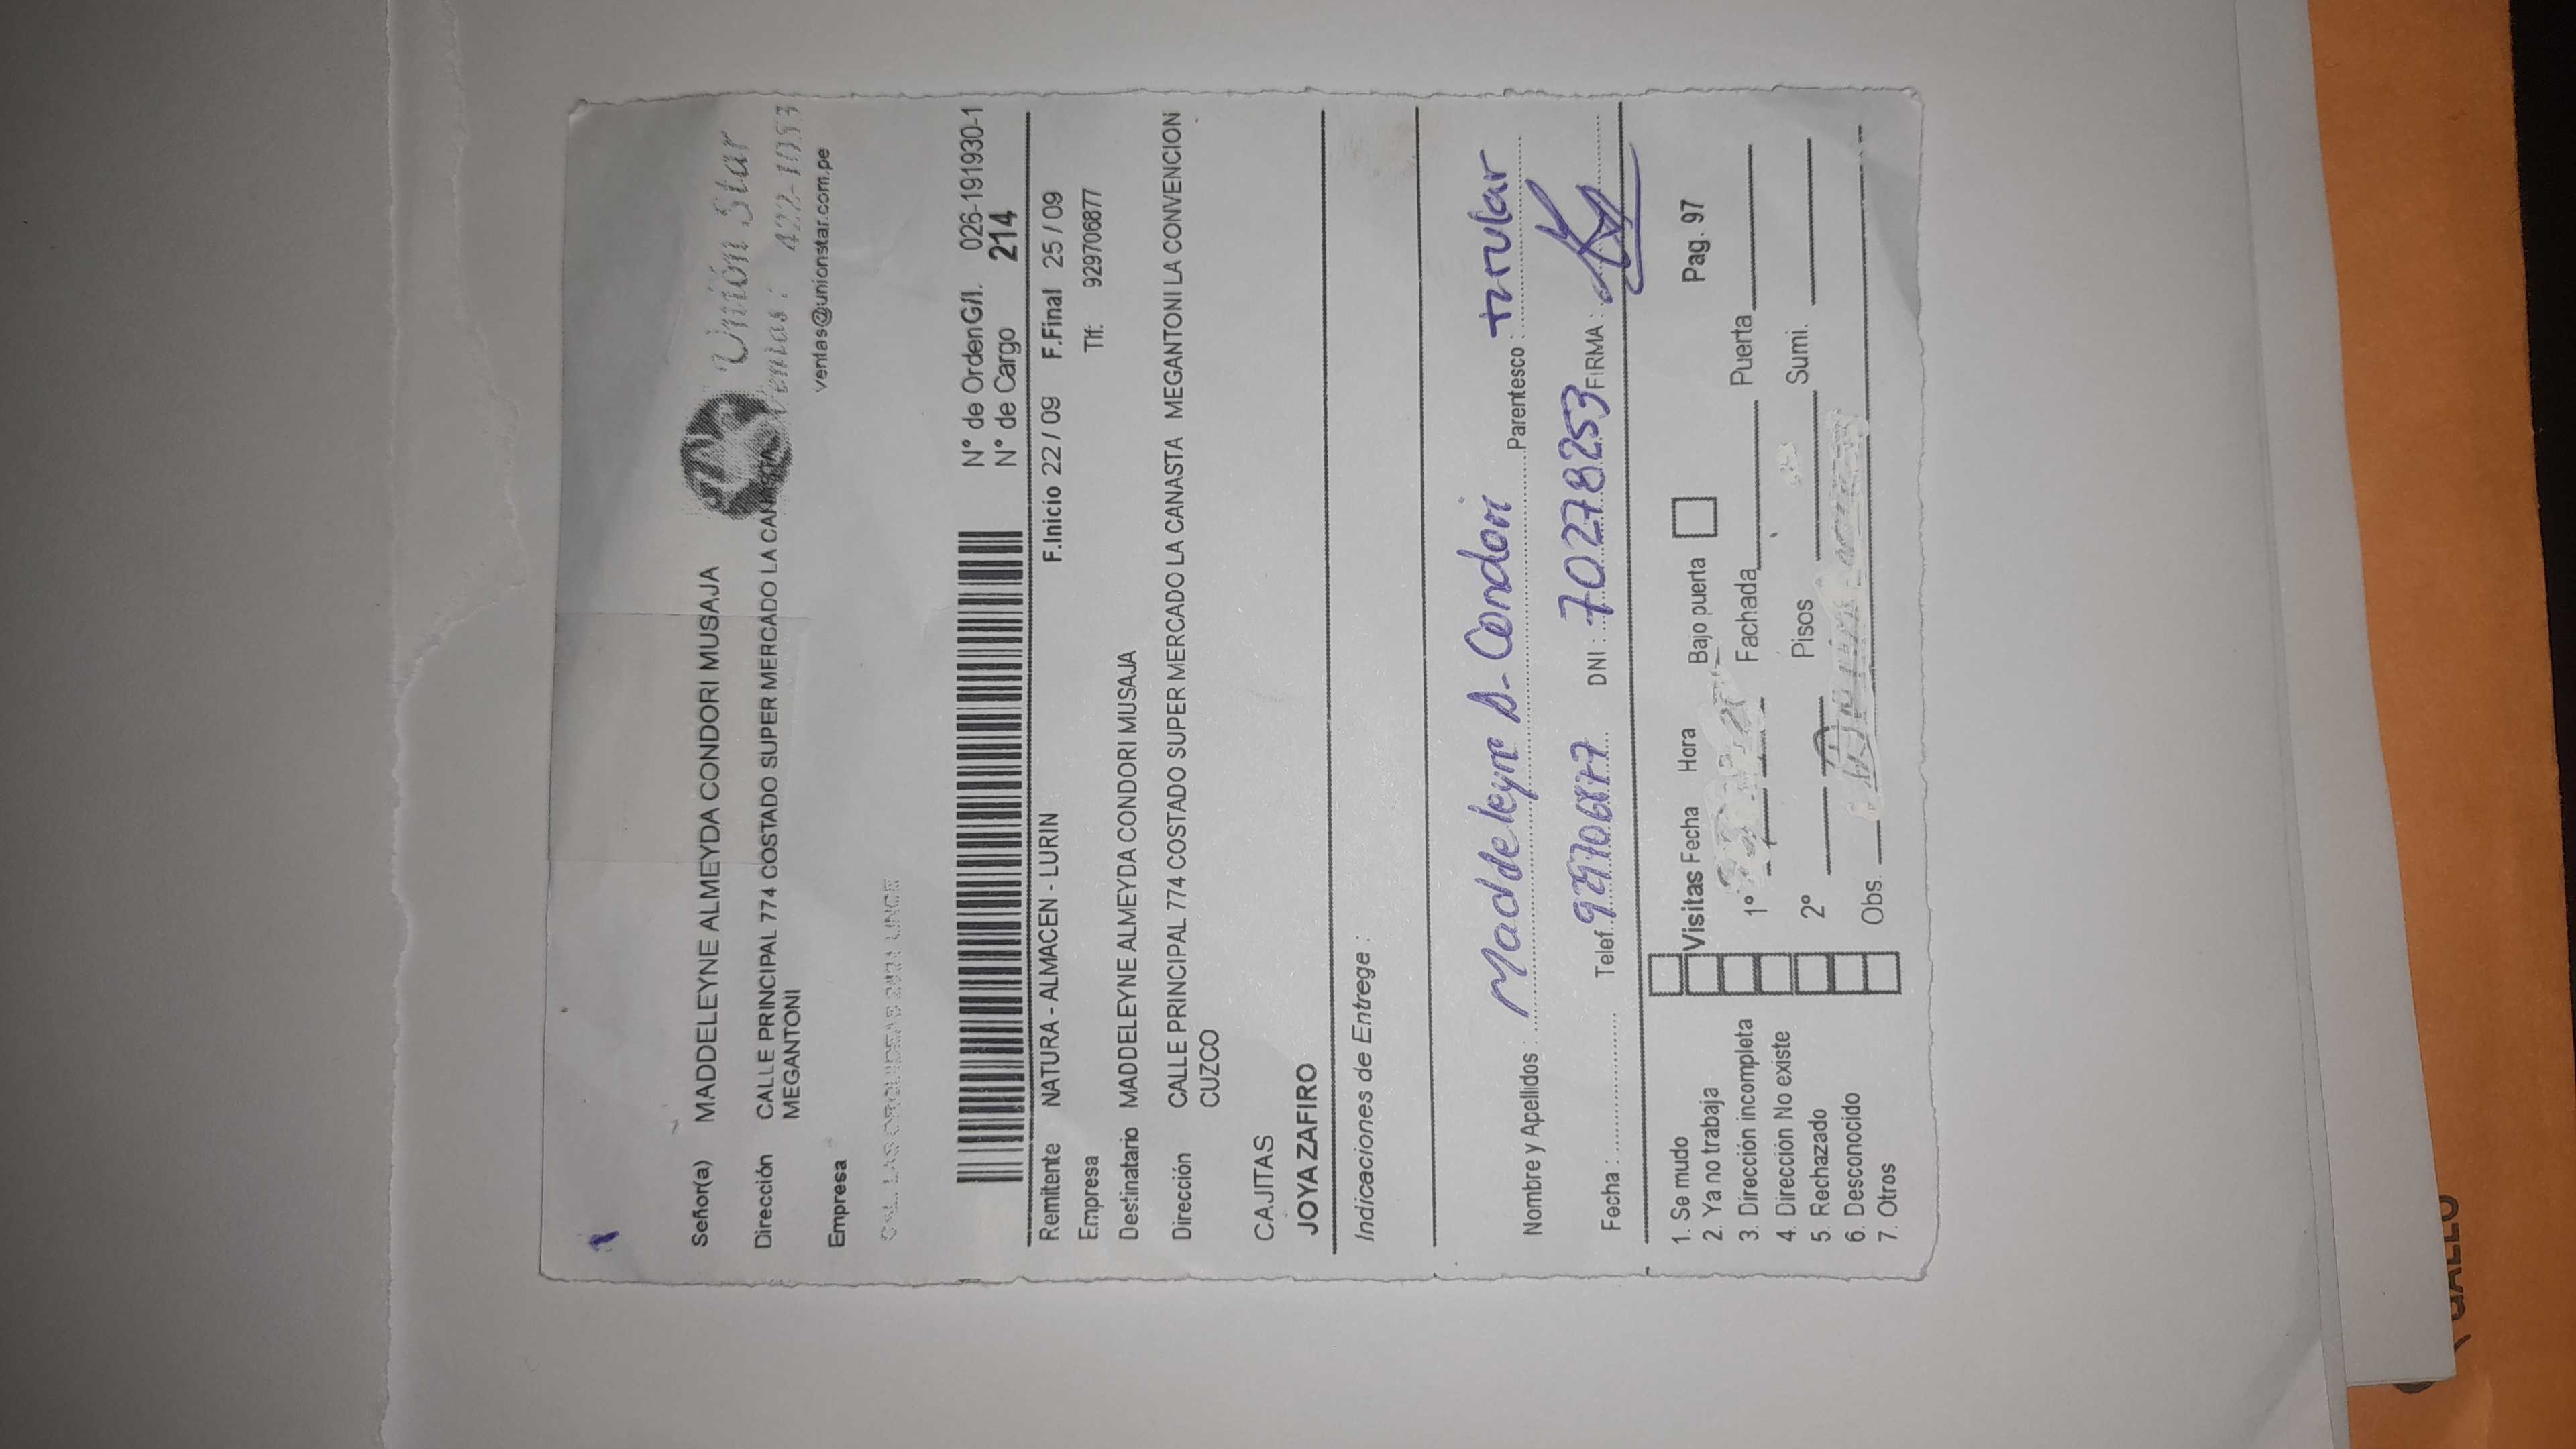 Unión Star
Ventas: 422-1053
ventas@unionstar.com.pe
Señor(a) MADDELEYNE ALMEYDA CONDORI MUSAJA
Dirección CALLE PRINCIPAL 774 COSTADO SUPER MERCADO LA CANASTA
MEGANTONI
Empresa
N° de OrdenG/I. 026-191930-1
N° de Cargo 214
Remitente NATURA - ALMACEN - LURIN F.Inicio 22 / 09 F.Final 25 / 09
Empresa Tlf: 929706877
Destinatario MADDELEYNE ALMEYDA CONDORI MUSAJA
Dirección CALLE PRINCIPAL 774 COSTADO SUPER MERCADO LA CANASTA MEGANTONI LA CONVENCION
CUZCO
CAJITAS
JOYA ZAFIRO
Indicaciones de Entrege :
Nombre y Apellidos : Maddeleyne A. Condori Parentesco : Titular
Fecha : Telef. 929706877 DNI : 70278253 FIRMA :
1. Se mudo
2. Ya no trabaja
3. Dirección incompleta
4. Dirección No existe
5. Rechazado
6. Desconocido
7. Otros
Visitas Fecha Hora Bajo puerta Pag. 97
1° Fachada Puerta
2° Pisos Sumi.
Obs.
GALLO